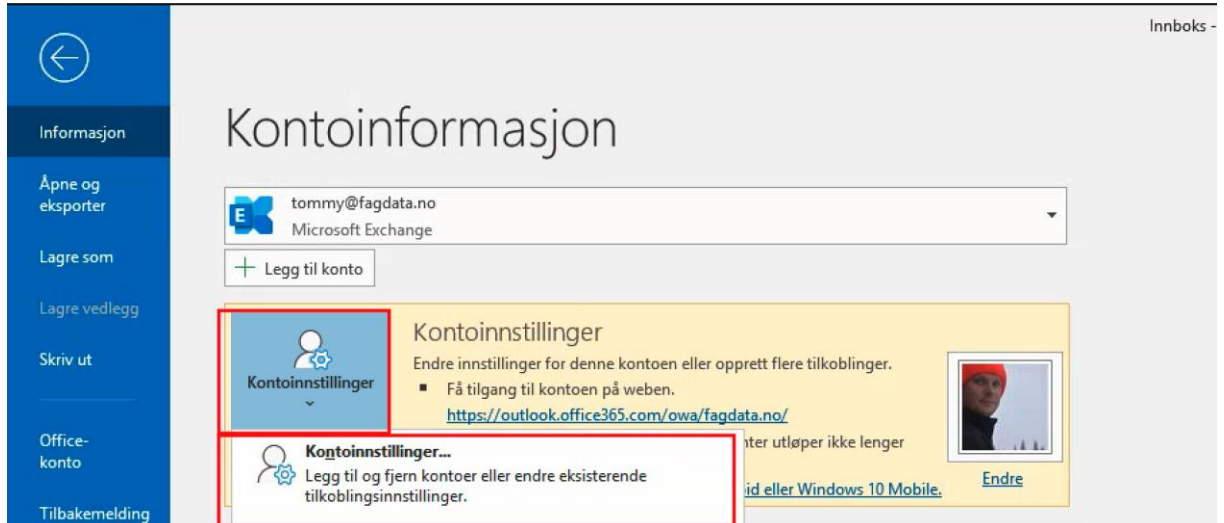 Innboks -
Informasjon
Åpne og
eksporter
Lagre som
Lagre vedlegg
Skriv ut
Office-
konto
Tilbakemelding
Kontoinformasjon
E
tommy@fagdata.no
Microsoft Exchange
Legg til konto
Kontoinnstillinger
Kontoinnstillinger
Endre innstillinger for denne kontoen eller opprett flere tilkoblinger.
Få tilgang til kontoen på weben.
https://outlook.office365.com/owa/fagdata.no/
utløper ikke lenger
eller Windows 10 Mobile.
Endre
Kontoinnstillinger...
Legg til og fjern kontoer eller endre eksisterende
tilkoblingsinnstillinger.